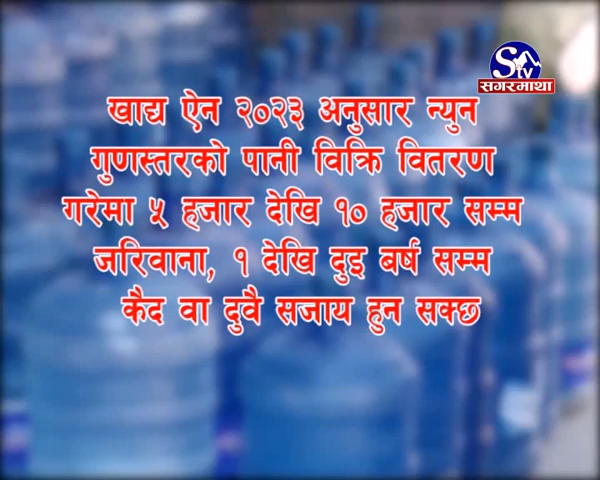 Stv
सगरमाथा
खाद्य ऐन २०२३ अनुसार न्युन
गुणस्तरको पानी विक्रि वितरण
गरेमा ५ हजार देखि १० हजार सम्म
जरिवाना, १ देखि दुइ बर्ष सम्म
कैद वा दुवै सजाय हुन सक्छ